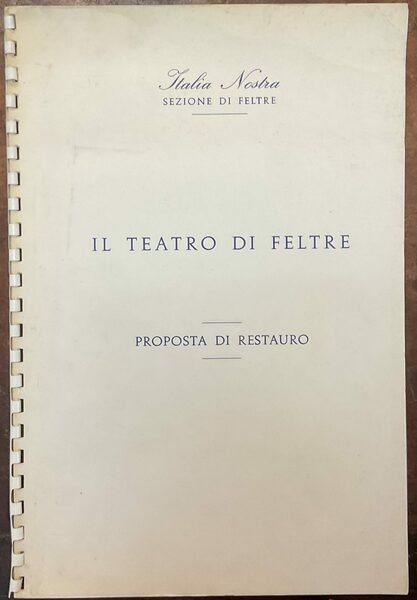 Italia Nostra
SEZIONE DI FELTRE
IL TEATRO DI FELTRE
PROPOSTA DI RESTAURO